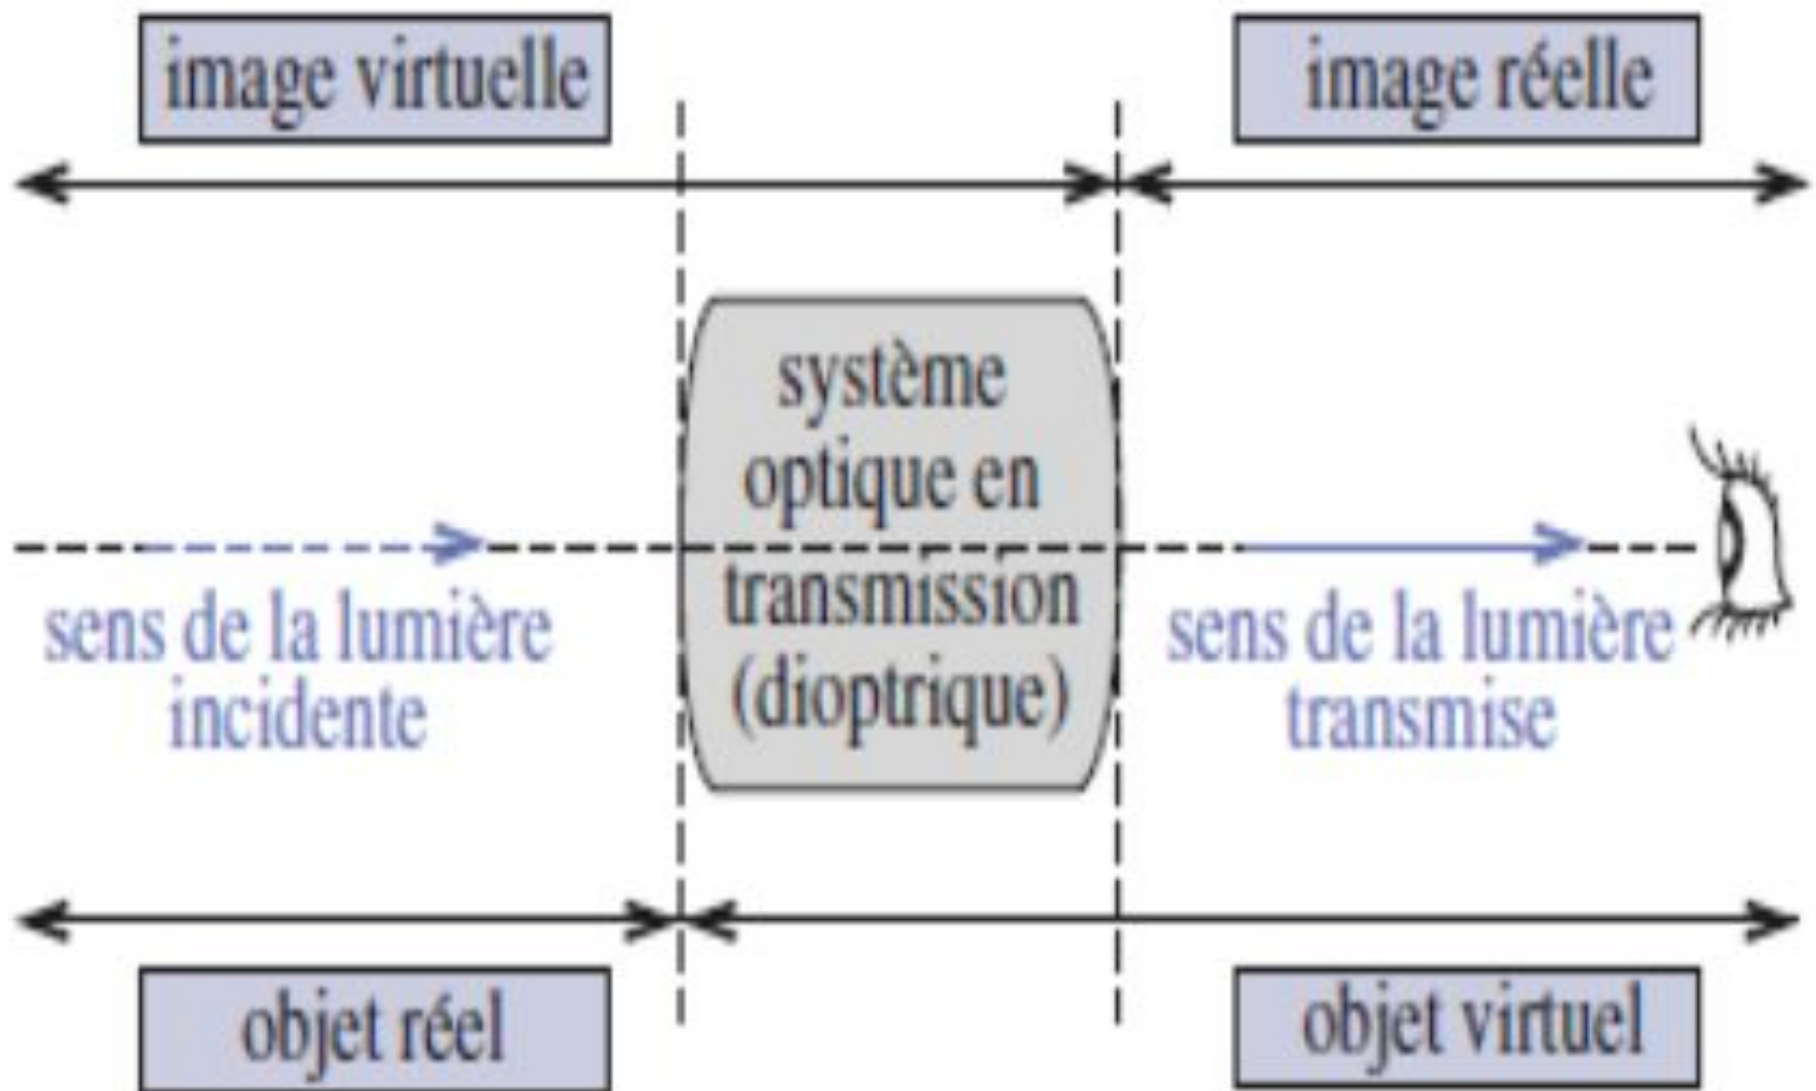 image virtuelle
image réelle
système
optique en
transmission
(dioptrique)
sens de la lumière
incidente
sens de la lumière
transmise
objet réel
objet virtuel